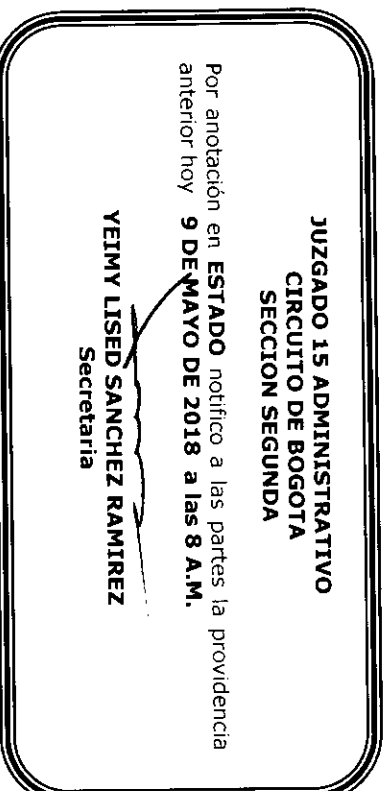 JUZGADO 15 ADMINISTRATIVO
CIRCUITO DE BOGOTA
SECCION SEGUNDA
Por anotación en ESTADO notifico a las partes la providencia
anterior hoy 9 DE MAYO DE 2018 a las 8 A.M.
YEIMY LISED SANCHEZ RAMIREZ
Secretaria